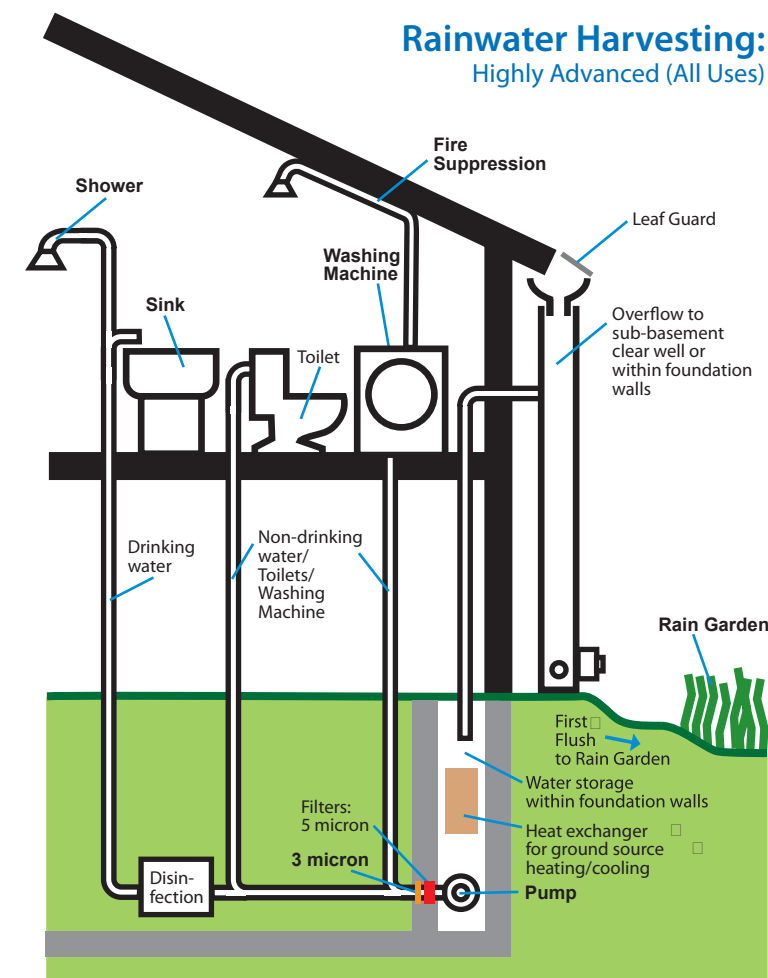 Rainwater Harvesting:
Highly Advanced (All Uses)
Fire
Suppression
Shower
Leaf Guard
Washing
Machine
Sink
Overflow to
sub-basement
clear well or
within foundation
walls
Toilet
Drinking
water
Non-drinking
water/
Toilets/
Washing
Machine
Rain Garden
First□
Flush
to Rain Garden
Water storage
within foundation walls
Filters:
5 micron
3 micron
Heat exchanger □
for ground source □
heating/cooling
Pump
Disin-
fection